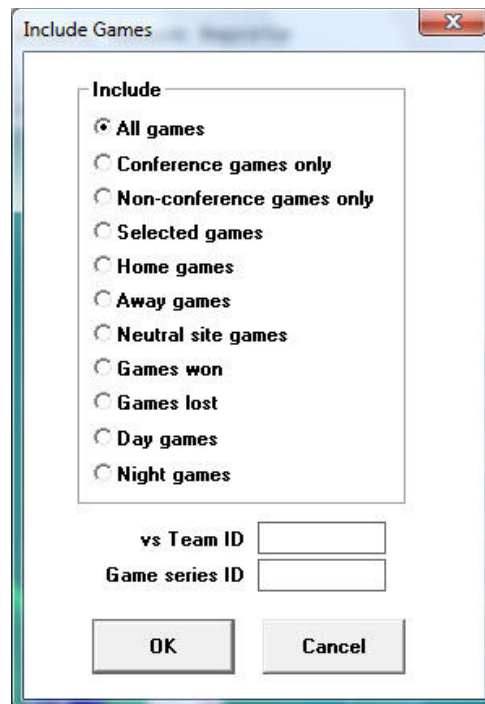 Include Games
Include
All games
Conference games only
Non-conference games only
Selected games
Home games
Away games
Neutral site games
Games won
Games lost
Day games
Night games
vs Team ID
Game series ID
OK
Cancel